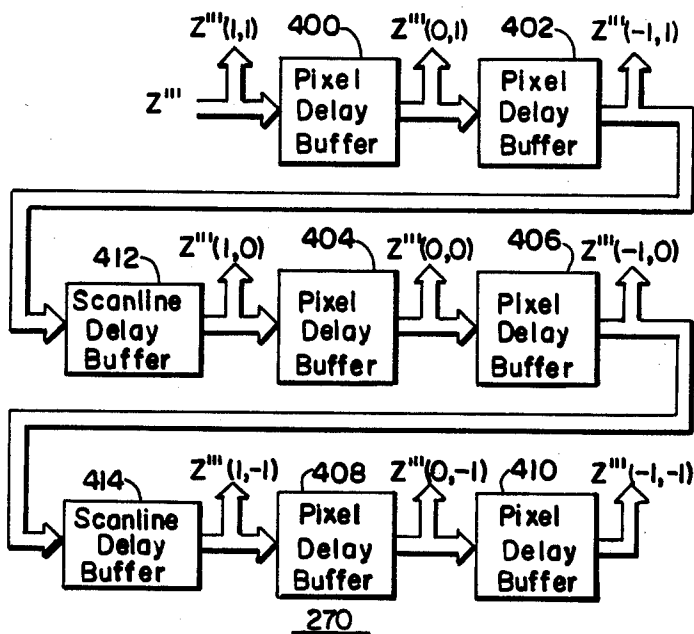 Z'''(1,1) 400 Z'''(0,1) 402 Z'''(-1,1)
Z'''
Pixel
Delay
Buffer
Pixel
Delay
Buffer
412 Z'''(1,0) 404 Z'''(0,0) 406 Z'''(-1,0)
Scanline
Delay
Buffer
Pixel
Delay
Buffer
Pixel
Delay
Buffer
414 Z'''(1,-1) 408 Z'''(0,-1) 410 Z'''(-1,-1)
Scanline
Delay
Buffer
Pixel
Delay
Buffer
Pixel
Delay
Buffer
270